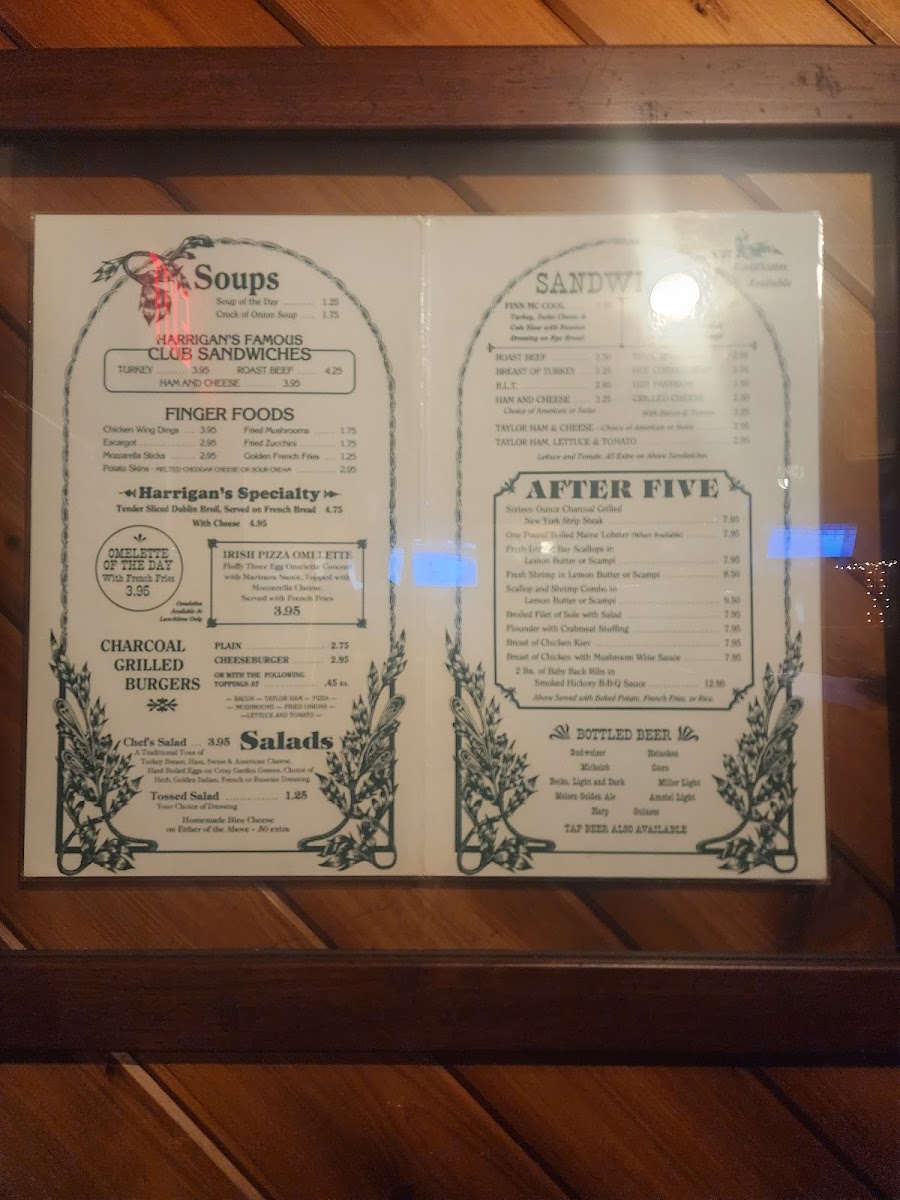 Soups
Soup of the Day ......... 1.25
Crock of Onion Soup .... 1.75
HARRIGAN'S FAMOUS
CLUB SANDWICHES
TURKEY ......... 3.95 ROAST BEEF ......... 4.25
HAM AND CHEESE ......... 3.95
FINGER FOODS
Chicken Wing Dings ... 3.95 Fried Mushrooms ...... 1.75
Escargot ............... 2.95 Fried Zucchini ......... 1.75
Mozzarella Sticks ...... 2.95 Golden French Fries ... 1.25
Potato Skins - MELTED CHEDDAR CHEESE OR SOUR CREAM ............ 2.95
Harrigan's Specialty
Tender Sliced Dublin Broil, Served on French Bread 4.75
With Cheese 4.95
OMELETTE
OF THE DAY
With French Fries
3.95
Omelettes
Available At
Lunchtime Only
IRISH PIZZA OMELETTE
Fluffy Three Egg Omelette Covered
with Marinara Sauce, Topped with
Mozzarella Cheese,
Served with French Fries
3.95
CHARCOAL
GRILLED
BURGERS
PLAIN ..................... 2.75
CHEESEBURGER ......... 2.95
OR WITH THE FOLLOWING
TOPPINGS AT ............... .45 ea.
— BACON — TAYLOR HAM — PIZZA —
— MUSHROOMS — FRIED ONIONS —
— LETTUCE AND TOMATO —
Salads
Chef's Salad ... 3.95
A Traditional Toss of
Turkey Breast, Ham, Swiss & American Cheese,
Hard Boiled Eggs on Crisp Garden Greens, Choice of
Herb, Golden Italian, French or Russian Dressing
Tossed Salad ............... 1.25
Your Choice of Dressing
Homemade Bleu Cheese
on Either of the Above - .50 extra
FINN MC COOL
Turkey, Swiss Cheese &
Cole Slaw with Russian
Dressing on Rye Bread
Available
ROAST BEEF ......... 3.50
BREAST OF TURKEY ... 3.25
B.L.T. ............... 2.60
HAM AND CHEESE ...... 3.25 GRILLED CHEESE
Choice of American or Swiss With Bacon & Tomato 3.25
TAYLOR HAM & CHEESE - Choice of American or Swiss
TAYLOR HAM, LETTUCE & TOMATO
Lettuce and Tomato .45 Extra on Above Sandwiches
AFTER FIVE
Sixteen Ounce Charcoal Grilled
New York Strip Steak ............... 7.95
One Pound Boiled Maine Lobster (When Available) ......... 7.95
Bay Scallops in
Lemon Butter or Scampi ............... 7.95
Fresh Shrimp in Lemon Butter or Scampi ............ 8.50
Scallop and Shrimp Combo in
Lemon Butter or Scampi ............... 9.50
Broiled Filet of Sole with Salad ............... 7.95
Flounder with Crabmeat Stuffing ............... 7.95
Breast of Chicken Kiev ............... 7.95
Breast of Chicken with Mushroom Wine Sauce ......... 7.95
2 lbs. of Baby Back Ribs in
Smoked Hickory B-B-Q Sauce ............ 12.95
Above Served with Baked Potato, French Fries, or Rice.
BOTTLED BEER
Budweiser Heineken
Michelob Coors
Becks, Light and Dark Miller Light
Molson Golden Ale Amstel Light
Harp Guiness
TAP BEER ALSO AVAILABLE